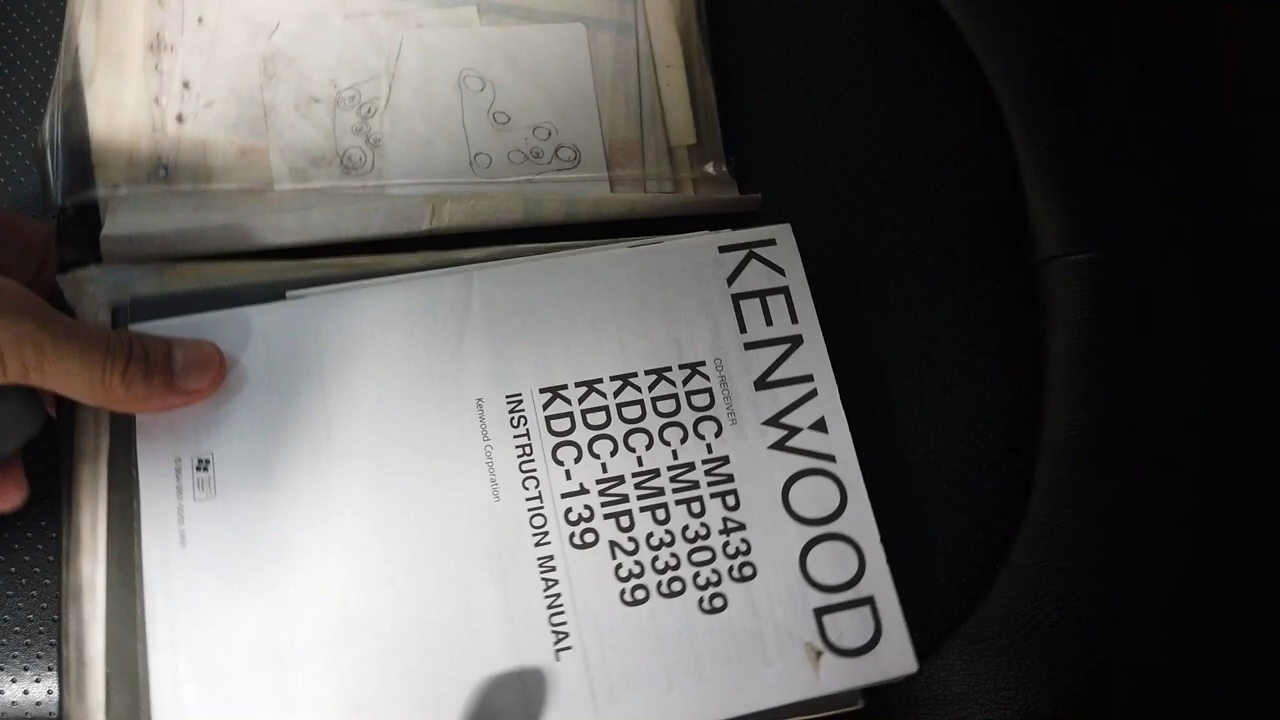 KENWOOD
CD-RECEIVER
KDC-MP439
KDC-MP3039
KDC-MP339
KDC-MP239
KDC-139
INSTRUCTION MANUAL
Kenwood Corporation